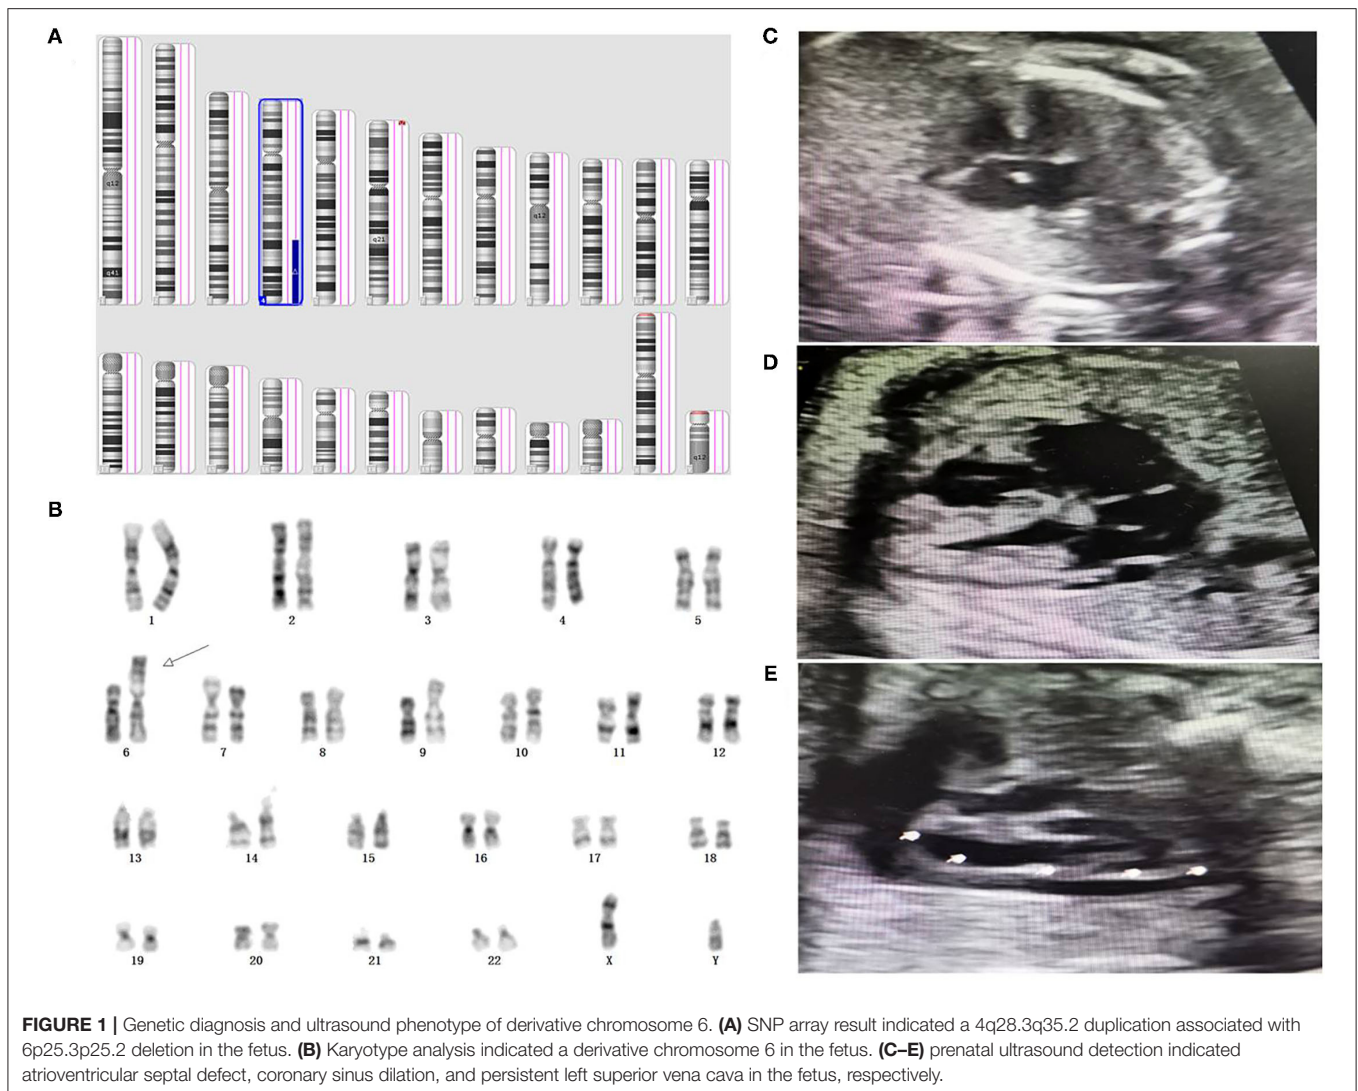 A
C
q12
q41
q21
q12
q12
D
B
1 2 3 4 5
E
6 7 8 9 10 11 12
13 14 15 16 17 18
19 20 21 22 X Y
FIGURE 1 | Genetic diagnosis and ultrasound phenotype of derivative chromosome 6. (A) SNP array result indicated a 4q28.3q35.2 duplication associated with
6p25.3p25.2 deletion in the fetus. (B) Karyotype analysis indicated a derivative chromosome 6 in the fetus. (C–E) prenatal ultrasound detection indicated
atrioventricular septal defect, coronary sinus dilation, and persistent left superior vena cava in the fetus, respectively.